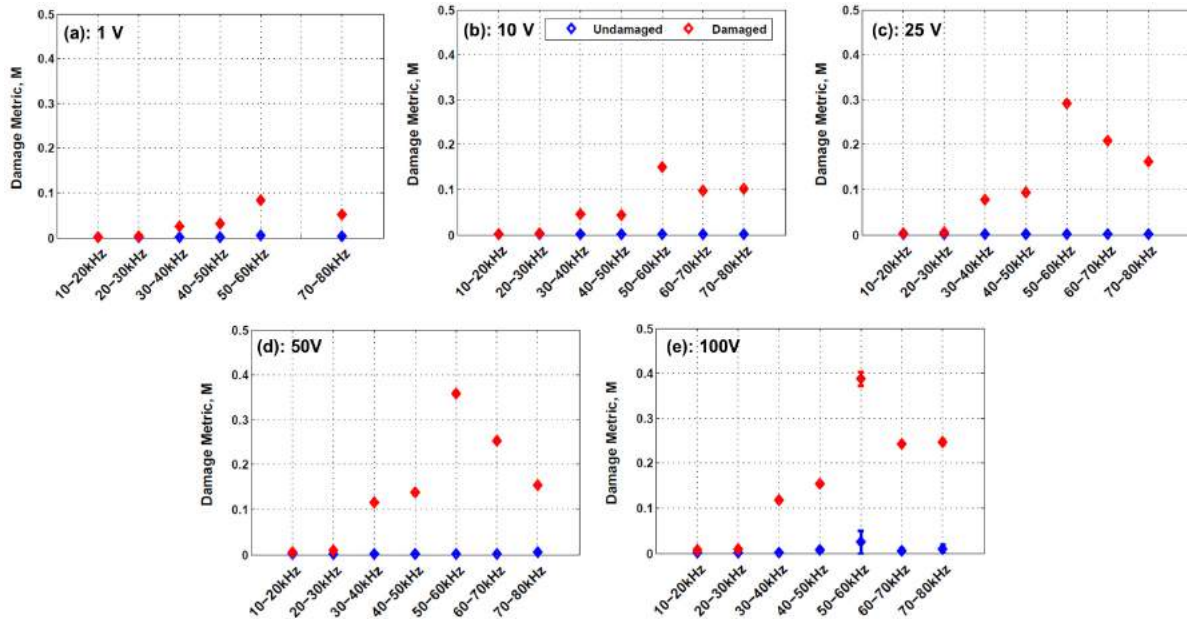 (a): 1 V
Damage Metric, M
0.5
0.4
0.3
0.2
0.1
0
10~20kHz
20~30kHz
30~40kHz
40~50kHz
50~60kHz
70~80kHz
(b): 10 V
Undamaged
Damaged
Damage Metric, M
0.5
0.4
0.3
0.2
0.1
0
10~20kHz
20~30kHz
30~40kHz
40~50kHz
50~60kHz
60~70kHz
70~80kHz
(c): 25 V
Damage Metric, M
0.5
0.4
0.3
0.2
0.1
0
10~20kHz
20~30kHz
30~40kHz
40~50kHz
50~60kHz
60~70kHz
70~80kHz
(d): 50V
Damage Metric, M
0.5
0.4
0.3
0.2
0.1
0
10~20kHz
20~30kHz
30~40kHz
40~50kHz
50~60kHz
60~70kHz
70~80kHz
(e): 100V
Damage Metric, M
0.5
0.4
0.3
0.2
0.1
0
10~20kHz
20~30kHz
30~40kHz
40~50kHz
50~60kHz
60~70kHz
70~80kHz